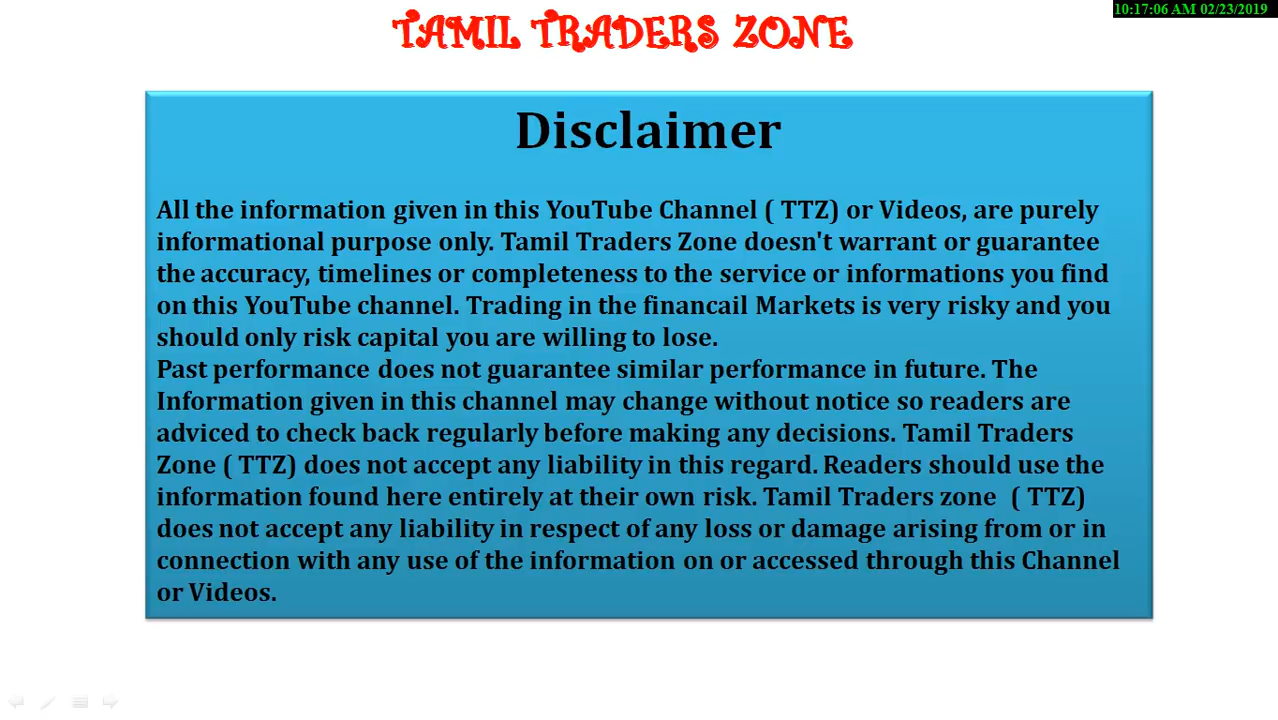 10:17:06 AM 02/23/2019
TAMIL TRADERS ZONE
Disclaimer
All the information given in this YouTube Channel ( TTZ) or Videos, are purely
informational purpose only. Tamil Traders Zone doesn't warrant or guarantee
the accuracy, timelines or completeness to the service or informations you find
on this YouTube channel. Trading in the financail Markets is very risky and you
should only risk capital you are willing to lose.
Past performance does not guarantee similar performance in future. The
Information given in this channel may change without notice so readers are
adviced to check back regularly before making any decisions. Tamil Traders
Zone ( TTZ) does not accept any liability in this regard. Readers should use the
information found here entirely at their own risk. Tamil Traders zone  ( TTZ)
does not accept any liability in respect of any loss or damage arising from or in
connection with any use of the information on or accessed through this Channel
or Videos.